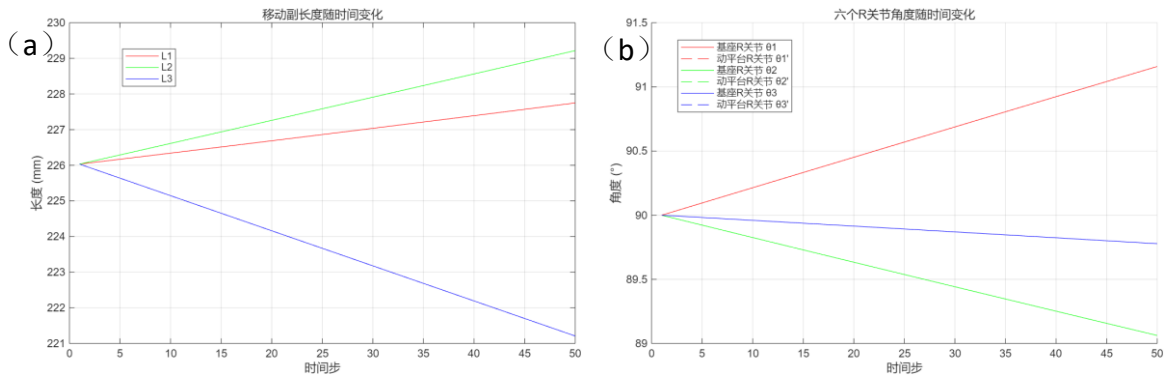 （a）
移动副长度随时间变化
230
229
228
227
226
225
224
223
222
221
长度 (mm)
L1
L2
L3
0 5 10 15 20 25 30 35 40 45 50
时间步
（b）
六个R关节角度随时间变化
91.5
91
90.5
90
89.5
89
角度 (°)
基座R关节 θ1
动平台R关节 θ1'
基座R关节 θ2
动平台R关节 θ2'
基座R关节 θ3
动平台R关节 θ3'
0 5 10 15 20 25 30 35 40 45 50
时间步